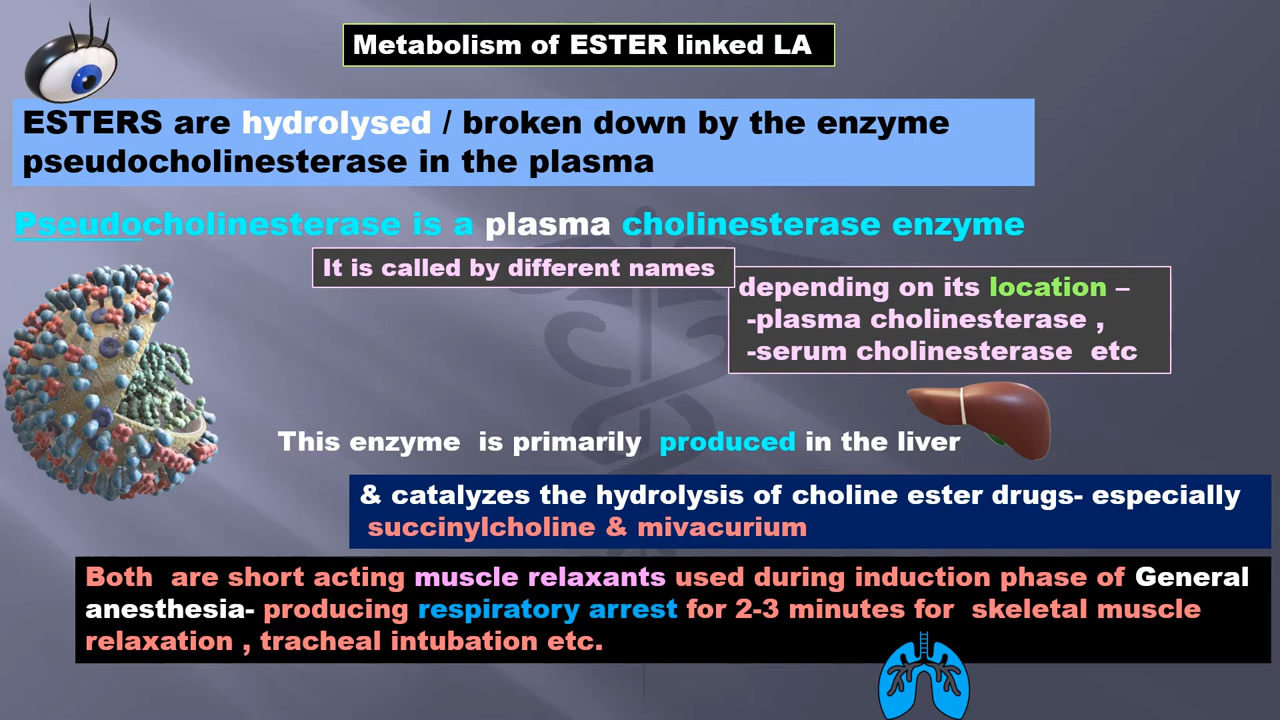 Metabolism of ESTER linked LA
ESTERS are hydrolysed / broken down by the enzyme
pseudocholinesterase in the plasma
Pseudocholinesterase is a plasma cholinesterase enzyme
It is called by different names
depending on its location –
-plasma cholinesterase ,
-serum cholinesterase  etc
This enzyme  is primarily  produced in the liver
& catalyzes the hydrolysis of choline ester drugs- especially
succinylcholine & mivacurium
Both  are short acting muscle relaxants used during induction phase of General
anesthesia- producing respiratory arrest for 2-3 minutes for  skeletal muscle
relaxation , tracheal intubation etc.